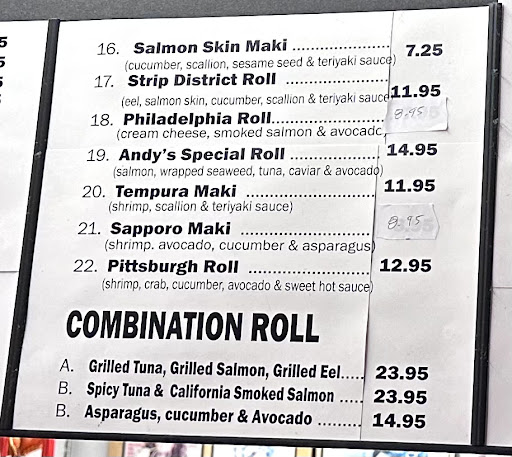 16. Salmon Skin Maki ..................... 7.25
(cucumber, scallion, sesame seed & teriyaki sauce)
17. Strip District Roll ..................... 11.95
(eel, salmon skin, cucumber, scallion & teriyaki sauce
18. Philadelphia Roll........................ 8.95
(cream cheese, smoked salmon & avocado,
19. Andy's Special Roll ................... 14.95
(salmon, wrapped seaweed, tuna, caviar & avocado)
20. Tempura Maki ............................ 11.95
(shrimp, scallion & teriyaki sauce)
21. Sapporo Maki ........................ 8.95
(shrimp. avocado, cucumber & asparagus)
22. Pittsburgh Roll ........................ 12.95
(shrimp, crab, cucumber, avocado & sweet hot sauce)
COMBINATION ROLL
A. Grilled Tuna, Grilled Salmon, Grilled Eel..... 23.95
B. Spicy Tuna & California Smoked Salmon ..... 23.95
B. Asparagus, cucumber & Avocado ......... 14.95